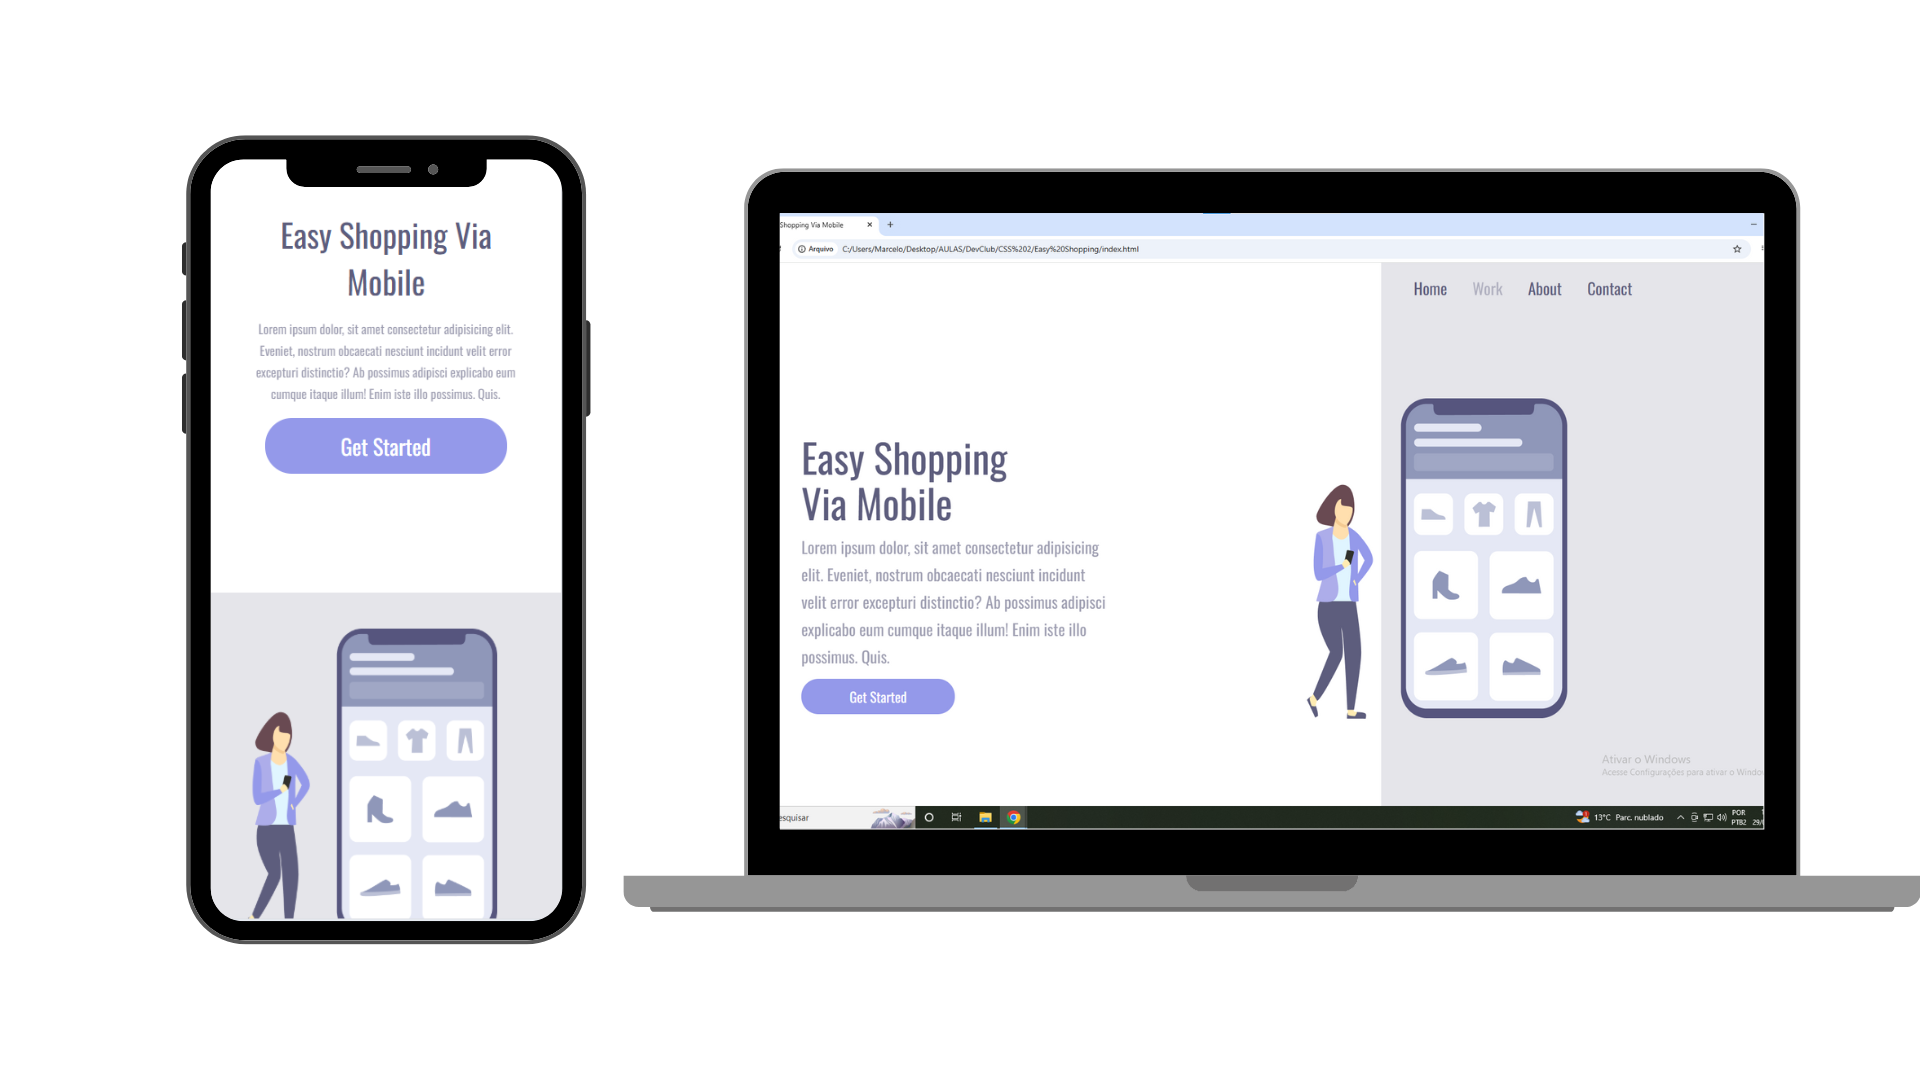 Easy Shopping Via
Mobile
Lorem ipsum dolor, sit amet consectetur adipisicing elit.
Eveniet, nostrum obcaecati nesciunt incidunt velit error
excepturi distinctio? Ab possimus adipisci explicabo eum
cumque itaque illum! Enim iste illo possimus. Quis.
Get Started
Shopping Via Mobile
Arquivo C:/Users/Marcelo/Desktop/AULAS/DevClub/CSS%202/Easy%20Shopping/index.html
Home Work About Contact
Easy Shopping
Via Mobile
Lorem ipsum dolor, sit amet consectetur adipisicing
elit. Eveniet, nostrum obcaecati nesciunt incidunt
velit error excepturi distinctio? Ab possimus adipisci
explicabo eum cumque itaque illum! Enim iste illo
possimus. Quis.
Get Started
Ativar o Windows
Acesse Configurações para ativar o Windo
esquisar
13°C Parc. nublado
POR
PTB2
29/